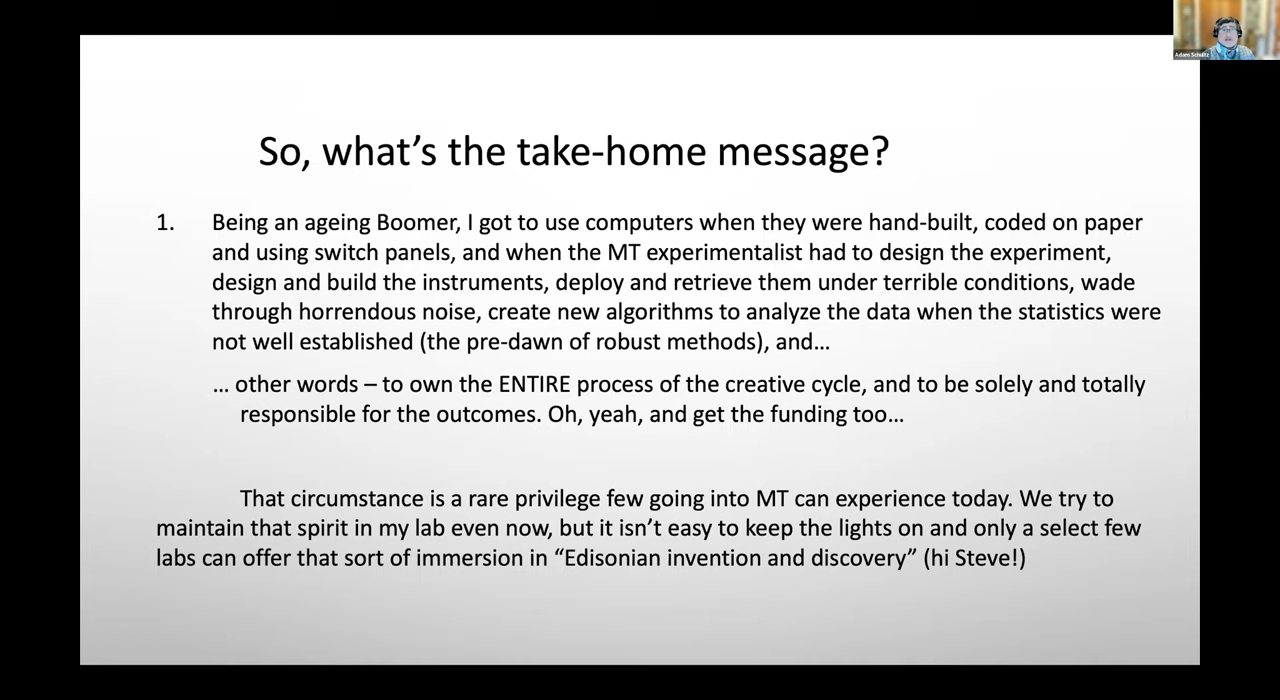 Adam Schultz
So, what's the take-home message?
1. Being an ageing Boomer, I got to use computers when they were hand-built, coded on paper
and using switch panels, and when the MT experimentalist had to design the experiment,
design and build the instruments, deploy and retrieve them under terrible conditions, wade
through horrendous noise, create new algorithms to analyze the data when the statistics were
not well established (the pre-dawn of robust methods), and…
… other words – to own the ENTIRE process of the creative cycle, and to be solely and totally
responsible for the outcomes. Oh, yeah, and get the funding too…
That circumstance is a rare privilege few going into MT can experience today. We try to
maintain that spirit in my lab even now, but it isn't easy to keep the lights on and only a select few
labs can offer that sort of immersion in “Edisonian invention and discovery” (hi Steve!)